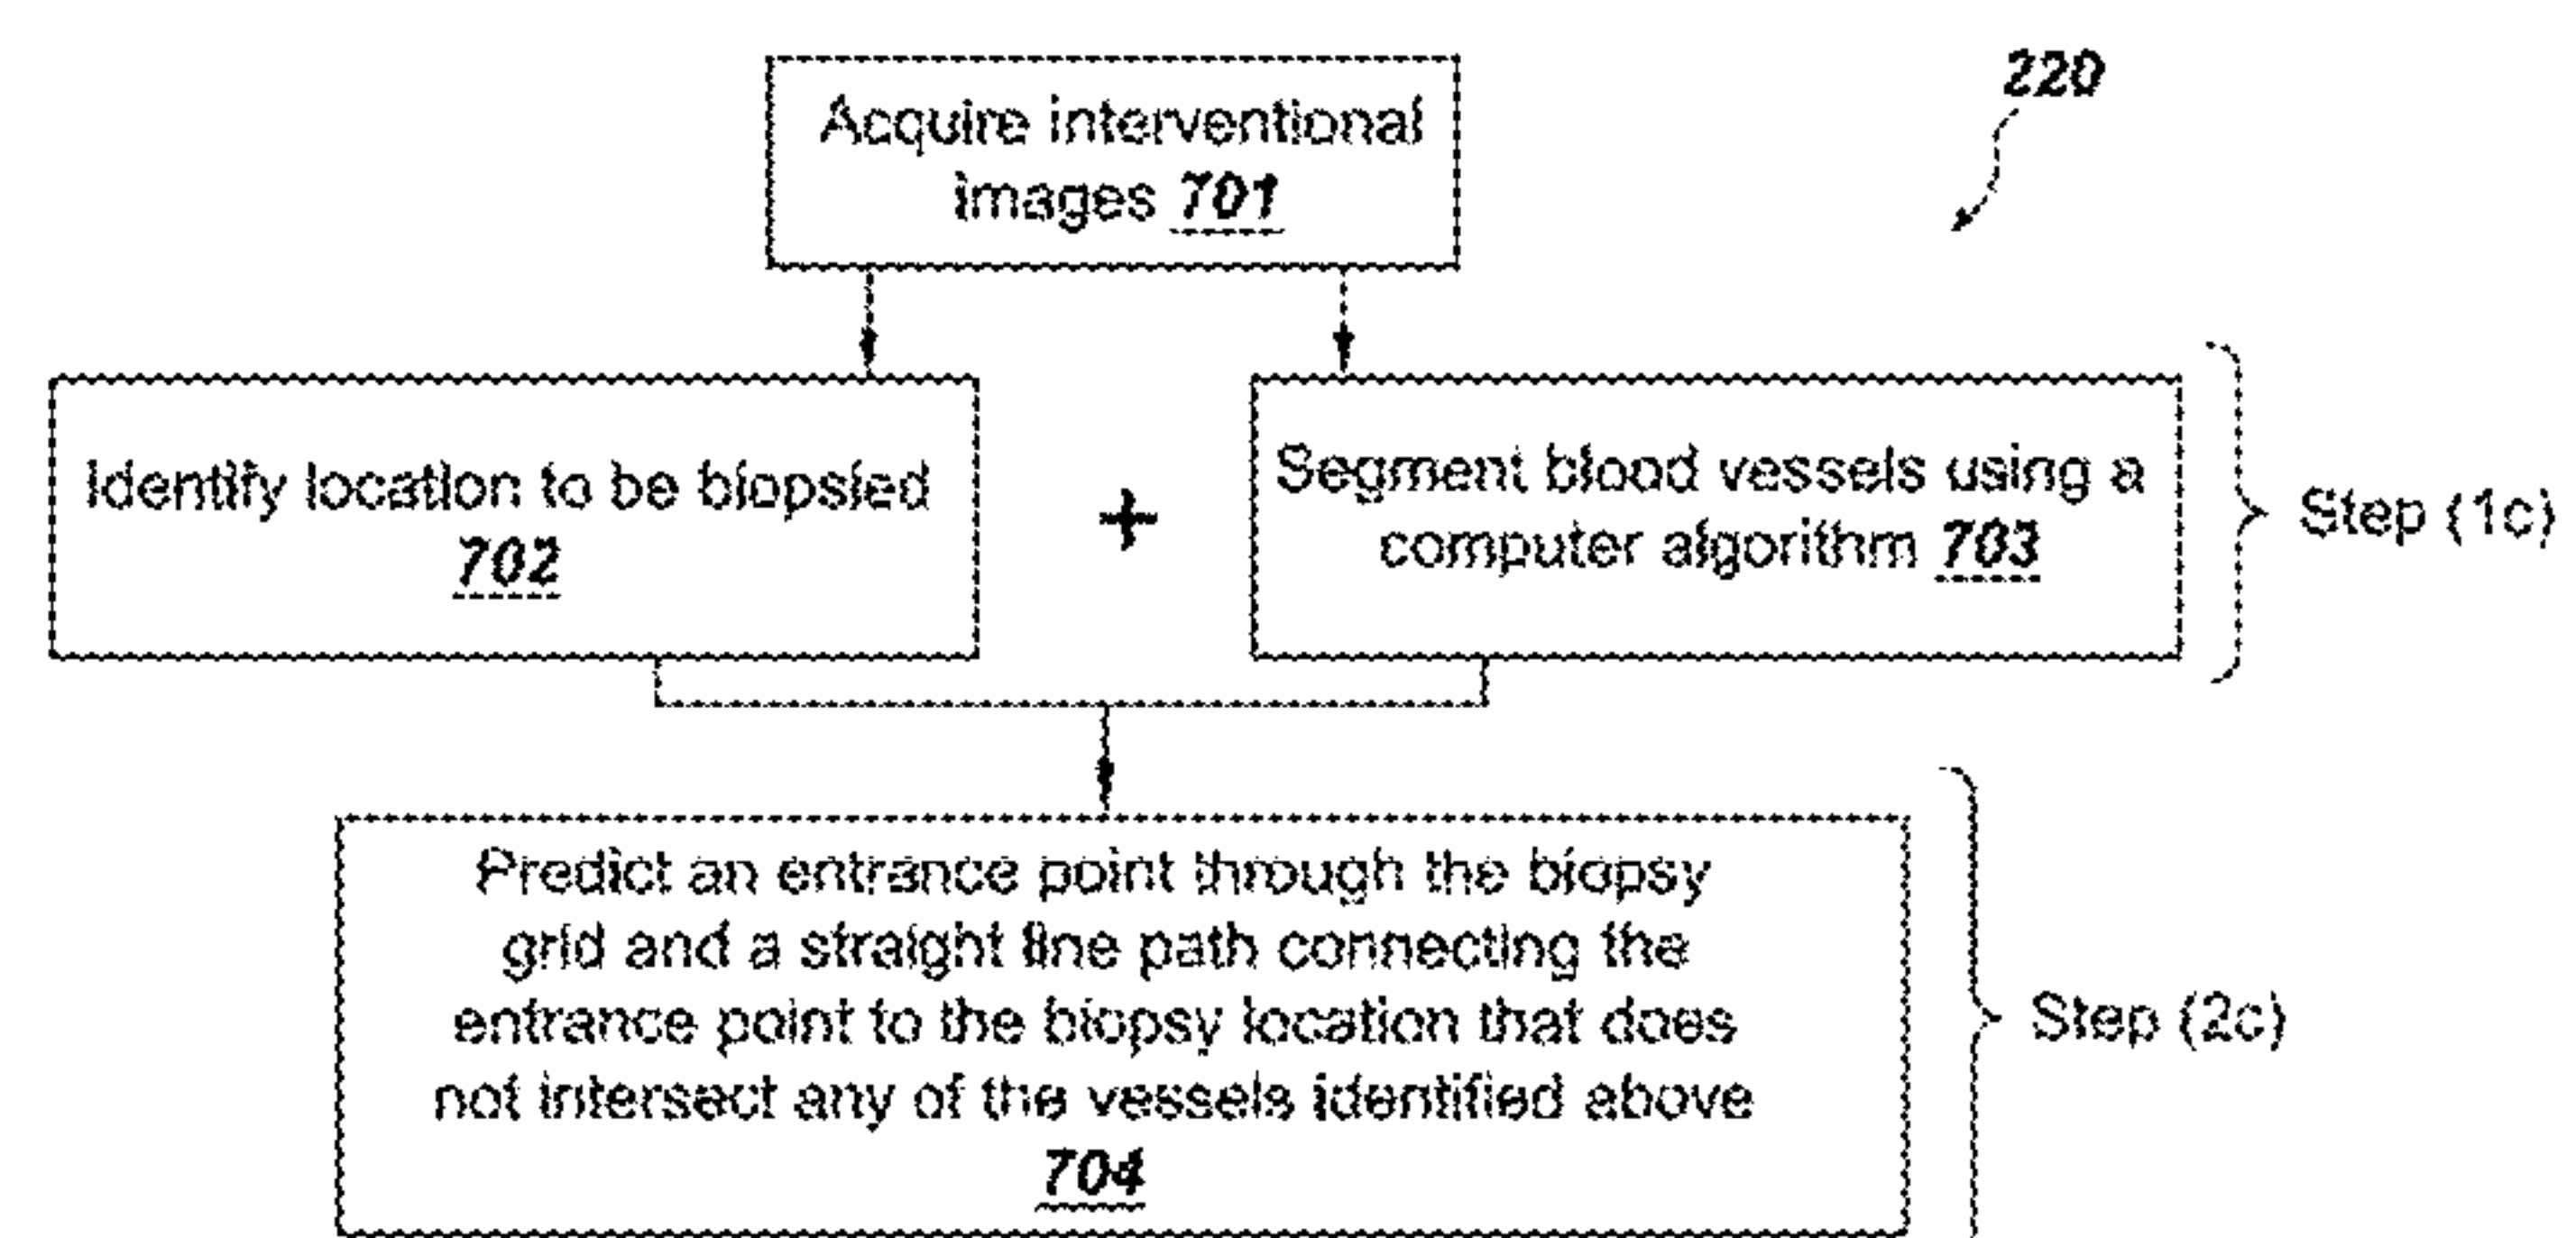 220
Acquire interventional
images 701
Identify location to be biopsied
702
+
Segment blood vessels using a
computer algorithm 703
Step (1c)
Predict an entrance point through the biopsy
grid and a straight line path connecting the
entrance point to the biopsy location that does
not intersect any of the vessels identified above
704
Step (2c)